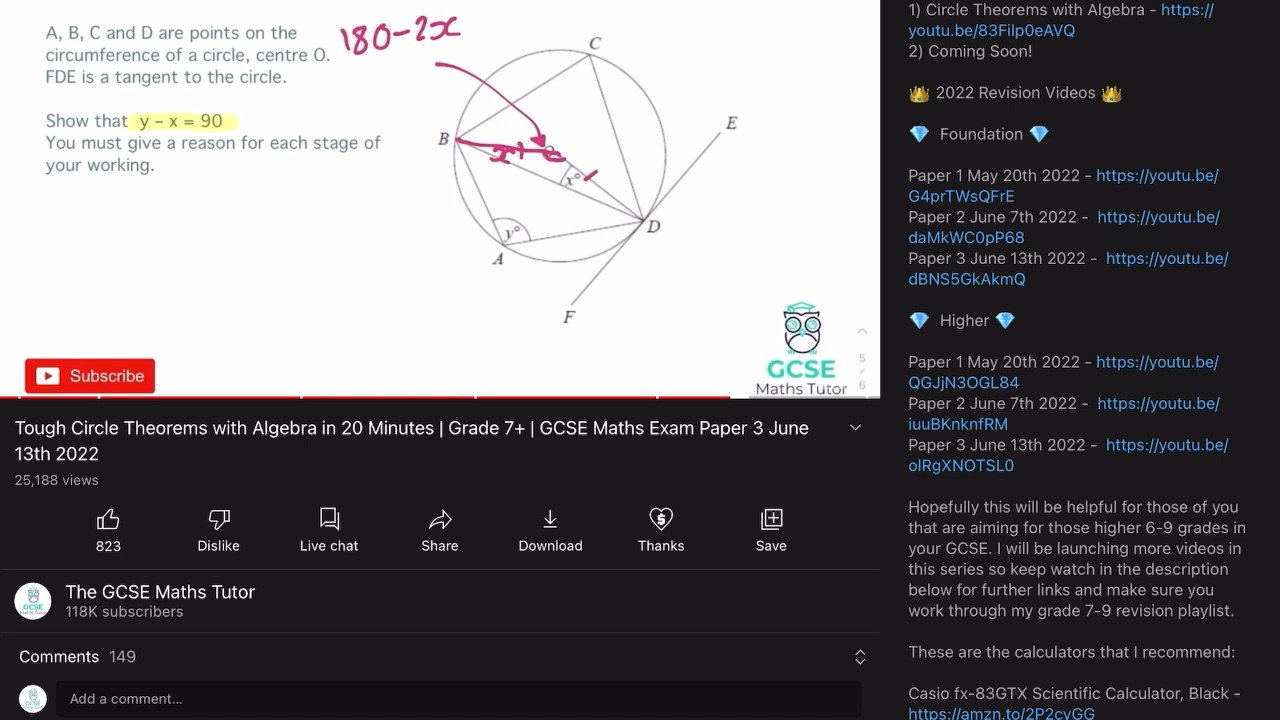 A, B, C and D are points on the
circumference of a circle, centre O.
FDE is a tangent to the circle.
180-2x
Show that y – x = 90
You must give a reason for each stage of
your working.
C
E
B
x
x°
D
y°
A
F
Subscribe
GCSE
Maths Tutor
5
/
6
Tough Circle Theorems with Algebra in 20 Minutes | Grade 7+ | GCSE Maths Exam Paper 3 June
13th 2022
25,188 views
823
Dislike
Live chat
Share
Download
Thanks
Save
GCSE
The GCSE Maths Tutor
118K subscribers
Comments 149
Add a comment...
1) Circle Theorems with Algebra - https://
youtu.be/83Filp0eAVQ
2) Coming Soon!
👑 2022 Revision Videos 👑
💎 Foundation 💎
Paper 1 May 20th 2022 - https://youtu.be/
G4prTWsQFrE
Paper 2 June 7th 2022 - https://youtu.be/
daMkWC0pP68
Paper 3 June 13th 2022 - https://youtu.be/
dBNS5GkAkmQ
💎 Higher 💎
Paper 1 May 20th 2022 - https://youtu.be/
QGJjN3OGL84
Paper 2 June 7th 2022 - https://youtu.be/
iuuBKnknfRM
Paper 3 June 13th 2022 - https://youtu.be/
olRgXNOTSL0
Hopefully this will be helpful for those of you
that are aiming for those higher 6-9 grades in
your GCSE. I will be launching more videos in
this series so keep watch in the description
below for further links and make sure you
work through my grade 7-9 revision playlist.
These are the calculators that I recommend:
Casio fx-83GTX Scientific Calculator, Black -
https://amzn.to/2P2cvGG